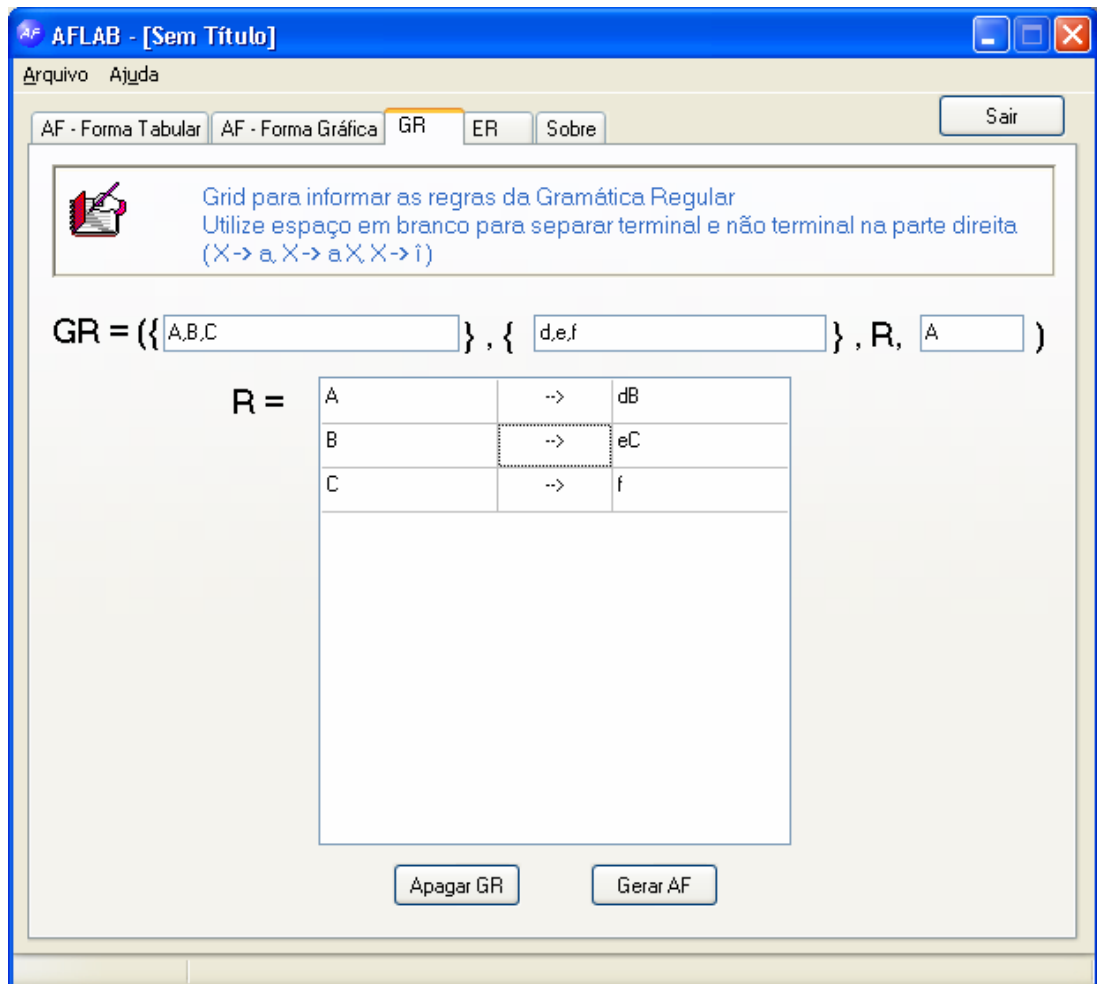 AF AFLAB - [Sem Título]
Arquivo Ajuda
AF - Forma Tabular AF - Forma Gráfica GR ER Sobre Sair
Grid para informar as regras da Gramática Regular
Utilize espaço em branco para separar terminal e não terminal na parte direita
(X -> a, X -> a X, X -> î)
GR = ({ A,B,C } , { d,e,f } , R, A )
R = A --> dB
B --> eC
C --> f
Apagar GR Gerar AF